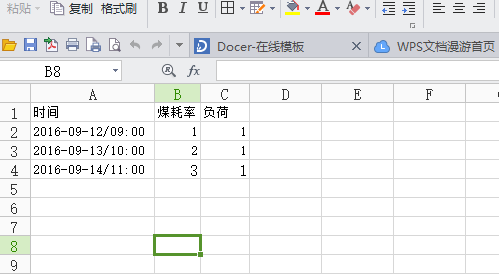 粘贴 复制 格式刷 B I U
Docer-在线模板 WPS文档漫游首页
B8 fx
A B C D E F
1 时间 煤耗率 负荷
2 2016-09-12/09:00 1 1
3 2016-09-13/10:00 2 1
4 2016-09-14/11:00 3 1
5
6
7
8
9